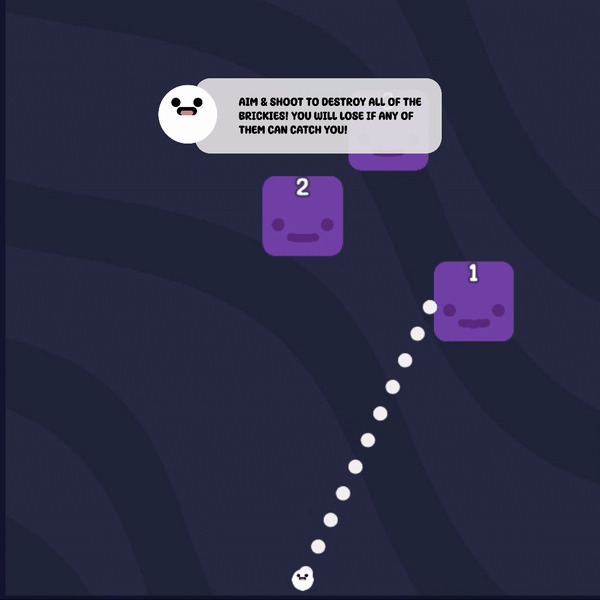 AIM & SHOOT TO DESTROY ALL OF THE
BRICKIES! YOU WILL LOSE IF ANY OF
THEM CAN CATCH YOU!
2
1